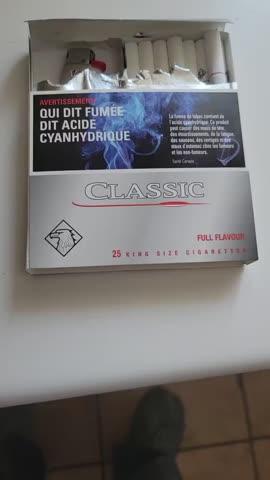 AVERTISSEMENT
QUI DIT FUMÉE
DIT ACIDE
CYANHYDRIQUE
La fumée de tabac contient de
l'acide cyanhydrique. Ce produit
peut causer des maux de tête,
des étourdissements, de la fatigue,
des nausées, des vertiges et des
maux d'estomac chez les fumeurs
et les non-fumeurs.
Santé Canada
CLASSIC
FULL FLAVOUR
25 KING SIZE CIGARETTES